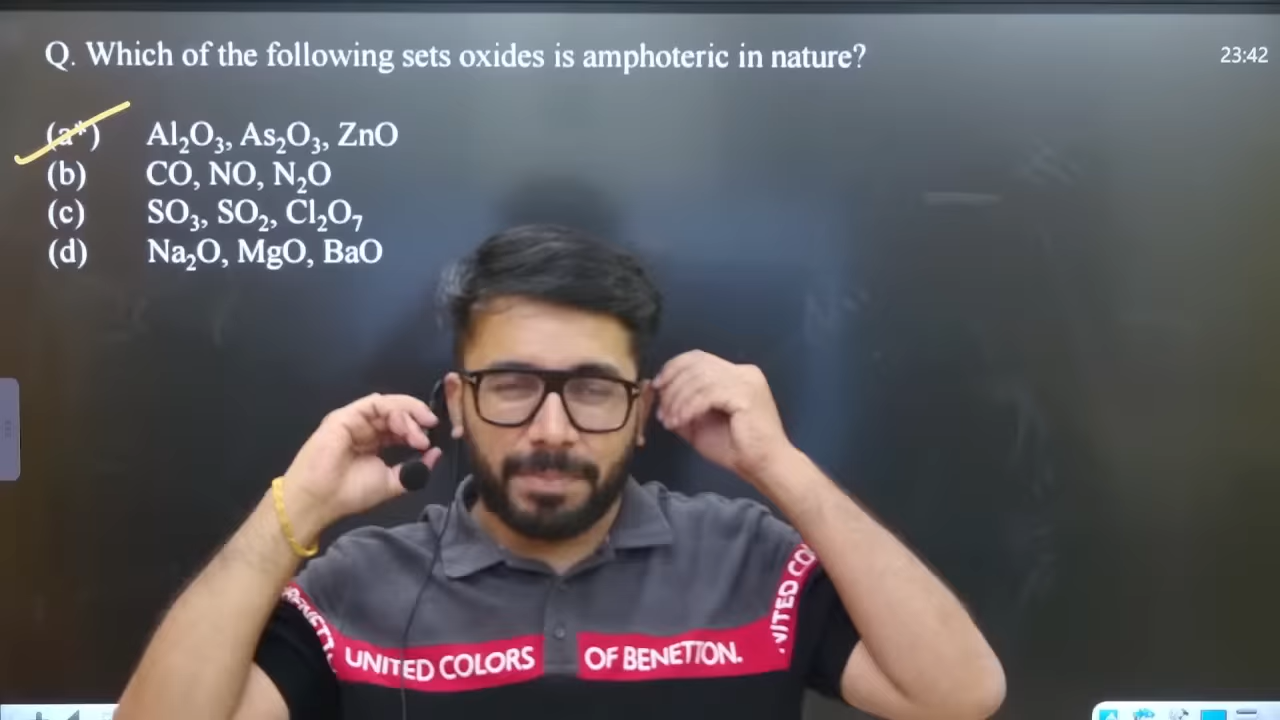 Q. Which of the following sets oxides is amphoteric in nature?
23:42
(a*) Al₂O₃, As₂O₃, ZnO
(b) CO, NO, N₂O
(c) SO₃, SO₂, Cl₂O₇
(d) Na₂O, MgO, BaO
UNITED COLORS OF BENETTON.